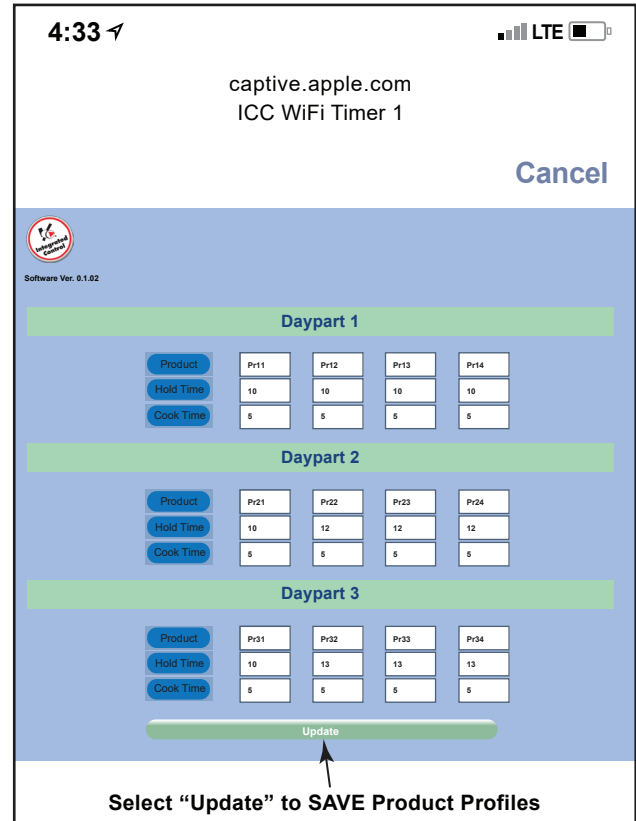 4:33 LTE
captive.apple.com
ICC WiFi Timer 1
Cancel
Integrated
Control
Software Ver. 0.1.02
Daypart 1
Product Pr11 Pr12 Pr13 Pr14
Hold Time 10 10 10 10
Cook Time 5 5 5 5
Daypart 2
Product Pr21 Pr22 Pr23 Pr24
Hold Time 10 12 12 12
Cook Time 5 5 5 5
Daypart 3
Product Pr31 Pr32 Pr33 Pr34
Hold Time 10 13 13 13
Cook Time 5 5 5 5
Update
Select “Update” to SAVE Product Profiles